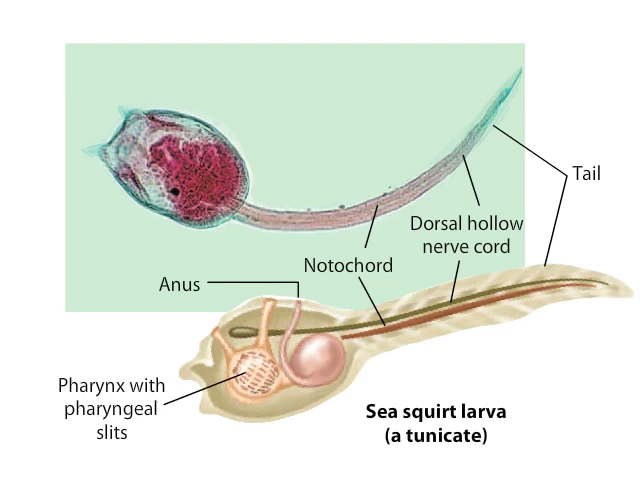 Tail
Dorsal hollow
nerve cord
Notochord
Anus
Pharynx with
pharyngeal
slits
Sea squirt larva
(a tunicate)